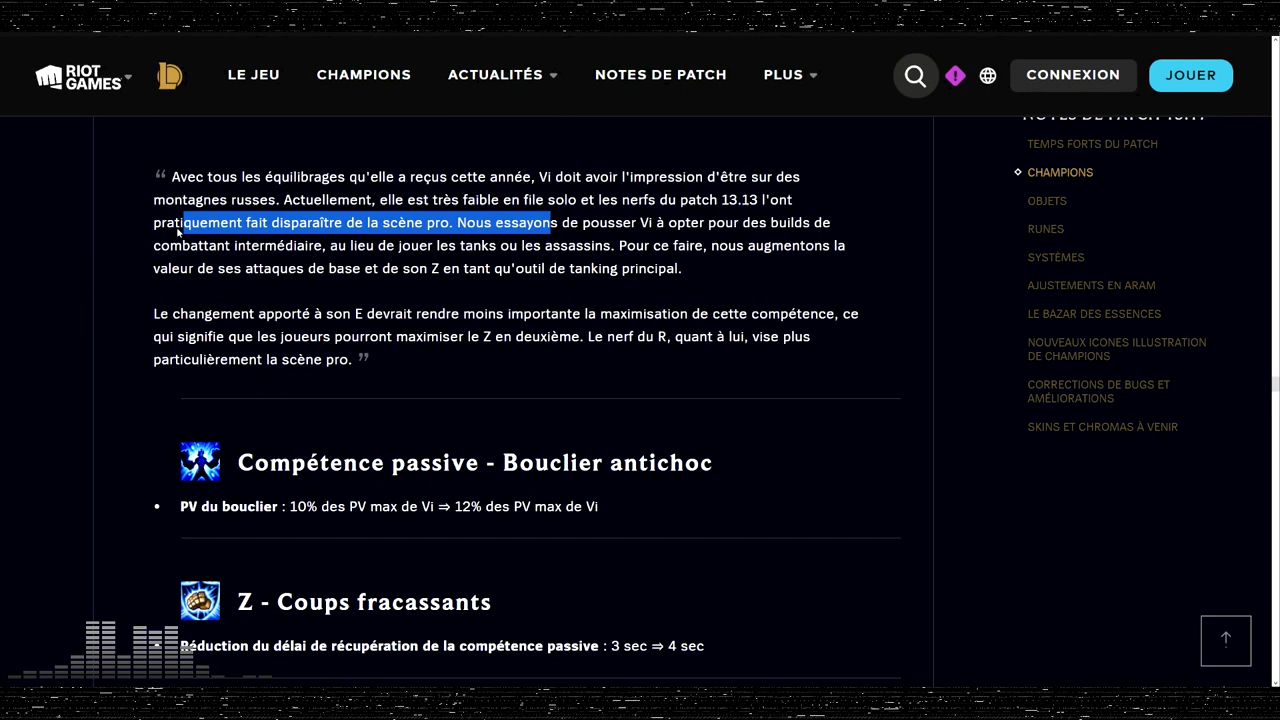 RIOT GAMES
LE JEU
CHAMPIONS
ACTUALITÉS
NOTES DE PATCH
PLUS
CONNEXION
JOUER
“ Avec tous les équilibrages qu'elle a reçus cette année, Vi doit avoir l'impression d'être sur des
montagnes russes. Actuellement, elle est très faible en file solo et les nerfs du patch 13.13 l'ont
pratiquement fait disparaître de la scène pro. Nous essayons de pousser Vi à opter pour des builds de
combattant intermédiaire, au lieu de jouer les tanks ou les assassins. Pour ce faire, nous augmentons la
valeur de ses attaques de base et de son Z en tant qu'outil de tanking principal.
Le changement apporté à son E devrait rendre moins importante la maximisation de cette compétence, ce
qui signifie que les joueurs pourront maximiser le Z en deuxième. Le nerf du R, quant à lui, vise plus
particulièrement la scène pro. ”
Compétence passive - Bouclier antichoc
• PV du bouclier : 10% des PV max de Vi ⇒ 12% des PV max de Vi
Z - Coups fracassants
Réduction du délai de récupération de la compétence passive : 3 sec ⇒ 4 sec
NOTES DE PATCH
TEMPS FORTS DU PATCH
CHAMPIONS
OBJETS
RUNES
SYSTÈMES
AJUSTEMENTS EN ARAM
LE BAZAR DES ESSENCES
NOUVEAUX ICONES ILLUSTRATION
DE CHAMPIONS
CORRECTIONS DE BUGS ET
AMÉLIORATIONS
SKINS ET CHROMAS À VENIR